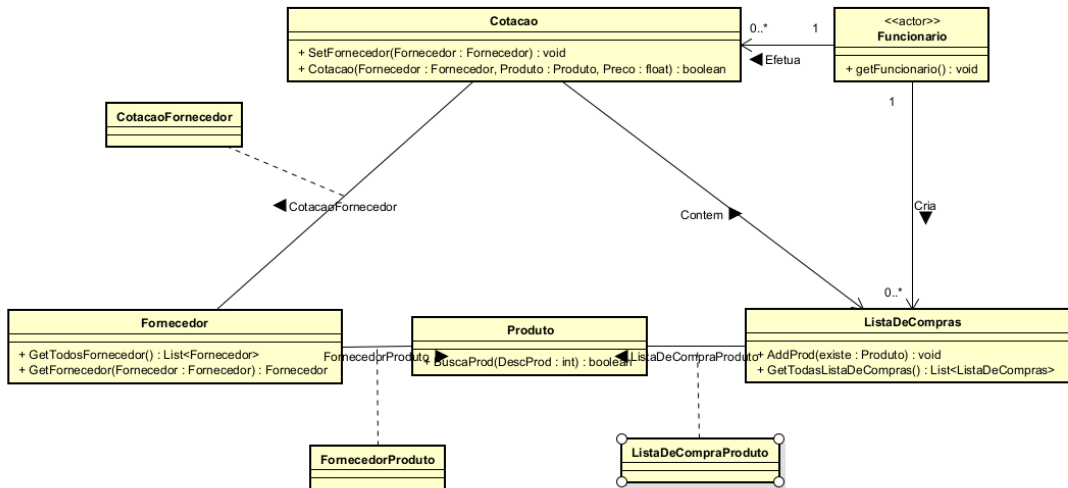 Cotacao
+ SetFornecedor(Fornecedor : Fornecedor) : void
+ Cotacao(Fornecedor : Fornecedor, Produto : Produto, Preco : float) : boolean
0..*
1
Efetua
<<actor>>
Funcionario
+ getFuncionario() : void
1
CotacaoFornecedor
CotacaoFornecedor
Contem
Cria
0..*
Fornecedor
+ GetTodosFornecedor() : List<Fornecedor>
+ GetFornecedor(Fornecedor : Fornecedor) : Fornecedor
FornecedorProduto
Produto
+ BuscaProd(DescProd : int) : boolean
ListaDeCompraProduto
ListaDeCompras
+ AddProd(existe : Produto) : void
+ GetTodasListaDeCompras() : List<ListaDeCompras>
FornecedorProduto
ListaDeCompraProduto